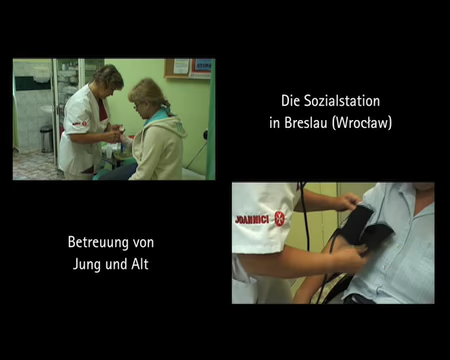 Die Sozialstation
in Breslau (Wrocław)
JOANNICI
Betreuung von
Jung und Alt